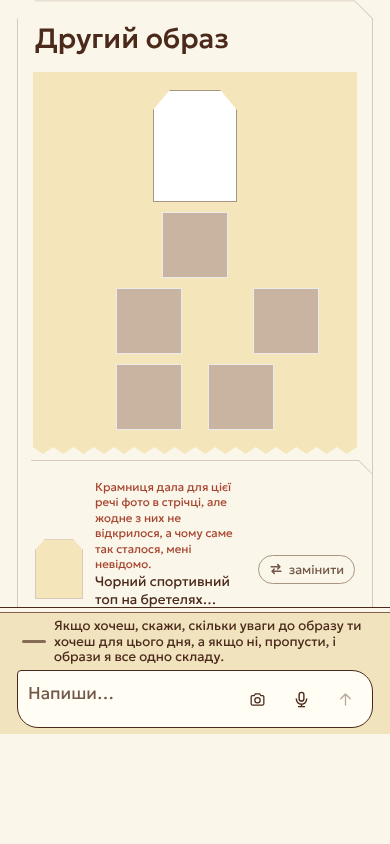 Другий образ
Крамниця дала для цієї
речі фото в стрічці, але
жодне з них не
відкрилося, а чому саме
так сталося, мені
невідомо.
Чорний спортивний
топ на бретелях...
замінити
Якщо хочеш, скажи, скільки уваги до образу ти
хочеш для цього дня, а якщо ні, пропусти, і
образи я все одно складу.
Напиши...